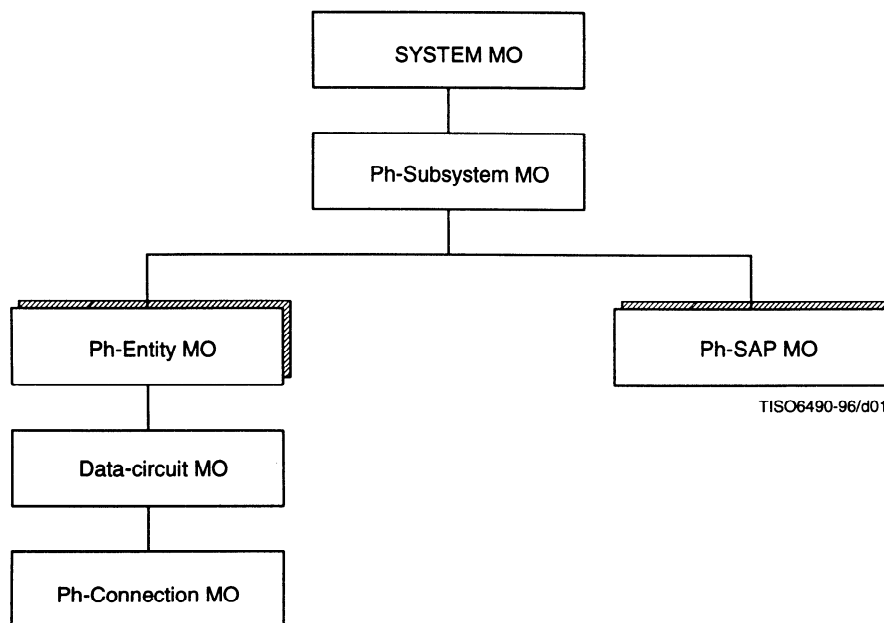 SYSTEM MO
Ph-Subsystem MO
Ph-Entity MO
Ph-SAP MO
TISO6490-96/d01
Data-circuit MO
Ph-Connection MO